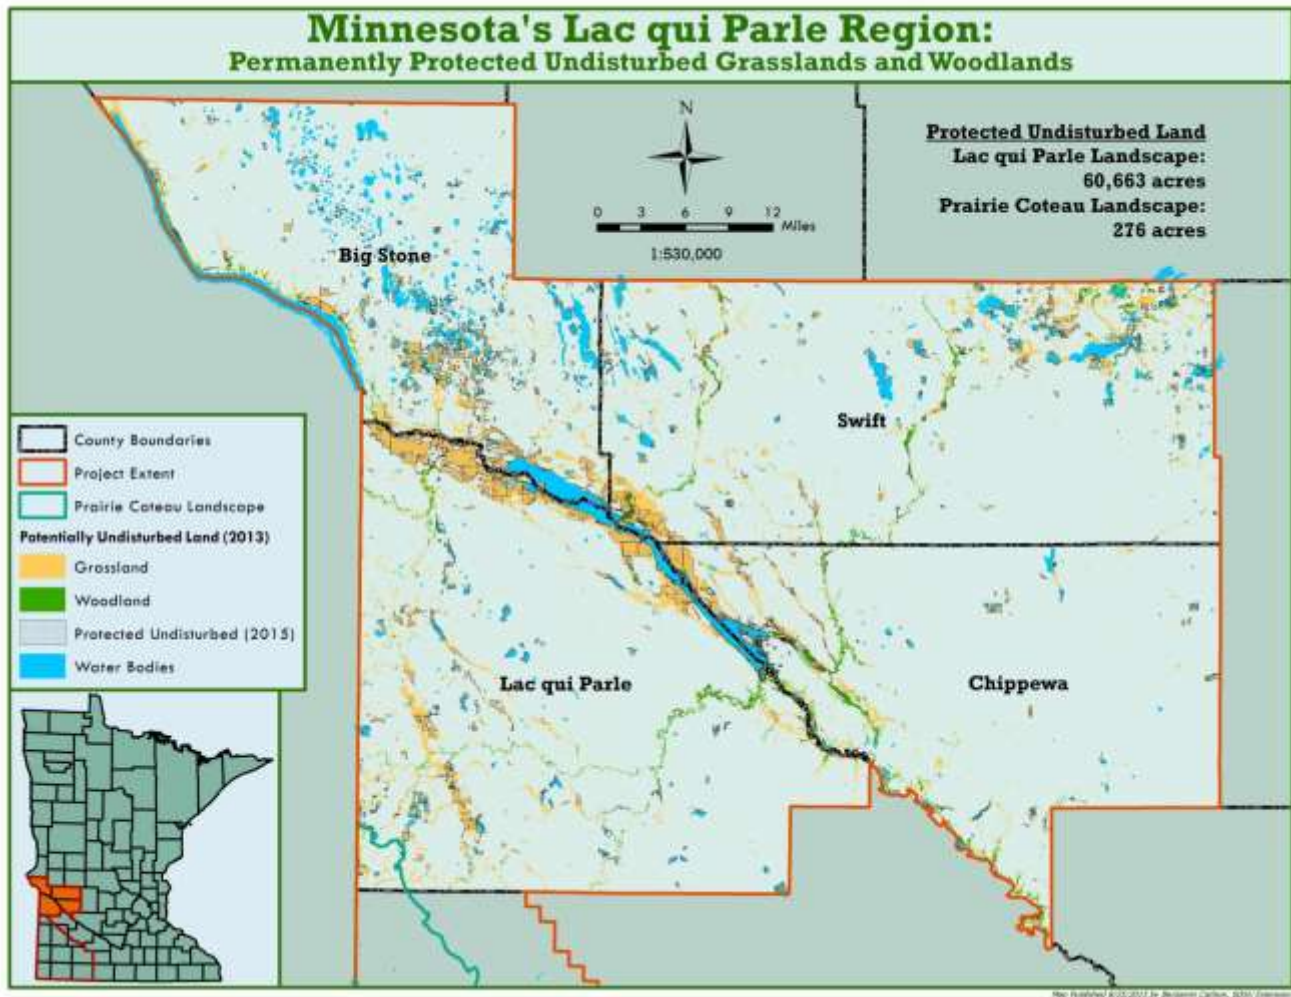 Minnesota's Lac qui Parle Region:
Permanently Protected Undisturbed Grasslands and Woodlands
N
0 3 6 9 12
Miles
1:530,000
Protected Undisturbed Land
Lac qui Parle Landscape:
60,663 acres
Prairie Coteau Landscape:
276 acres
Big Stone
Swift
Lac qui Parle
Chippewa
County Boundaries
Project Extent
Prairie Coteau Landscape
Potentially Undisturbed Land (2013)
Grassland
Woodland
Protected Undisturbed (2015)
Water Bodies